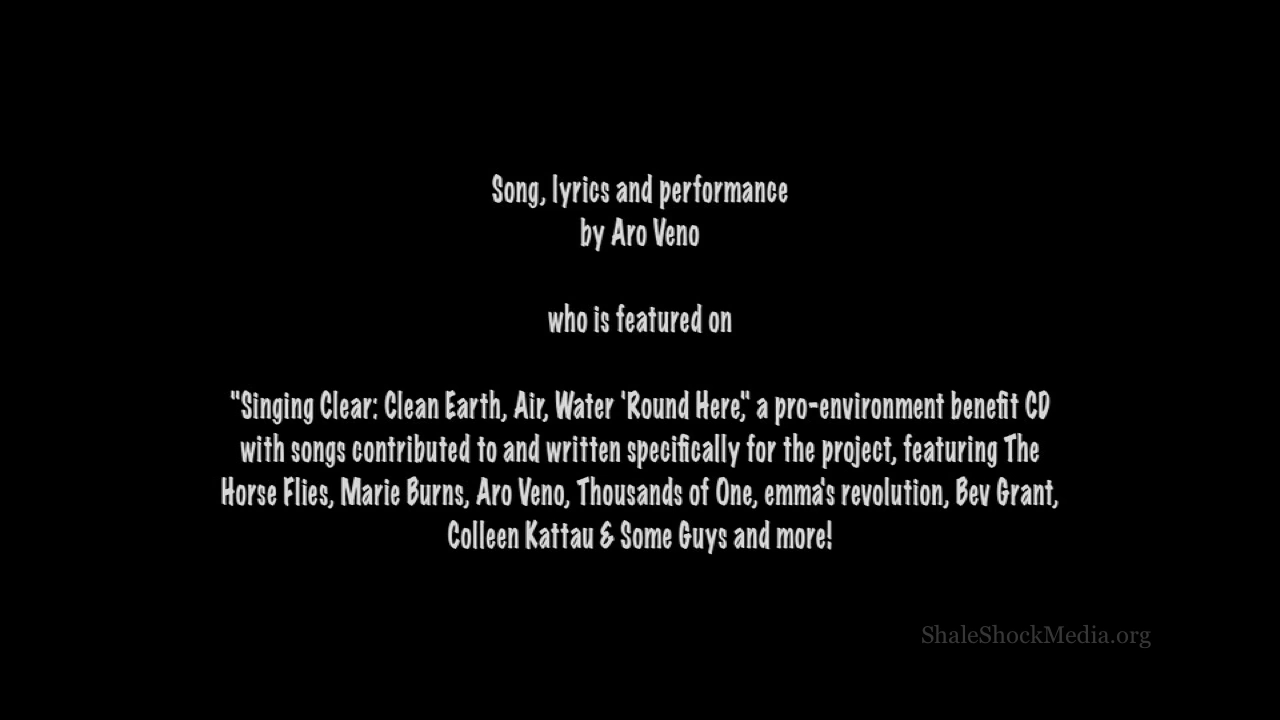 Song, lyrics and performance
by Aro Veno
who is featured on
"Singing Clear: Clean Earth, Air, Water 'Round Here," a pro-environment benefit CD
with songs contributed to and written specifically for the project, featuring The
Horse Flies, Marie Burns, Aro Veno, Thousands of One, emma's revolution, Bev Grant,
Colleen Kattau & Some Guys and more!
ShaleShockMedia.org